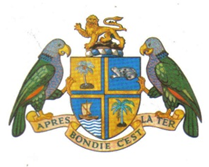 APRES BONDIE C'EST LA TER